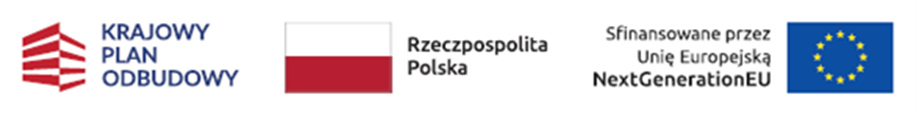 KRAJOWY
PLAN
ODBUDOWY
Rzeczpospolita
Polska
Sfinansowane przez
Unię Europejską
NextGenerationEU